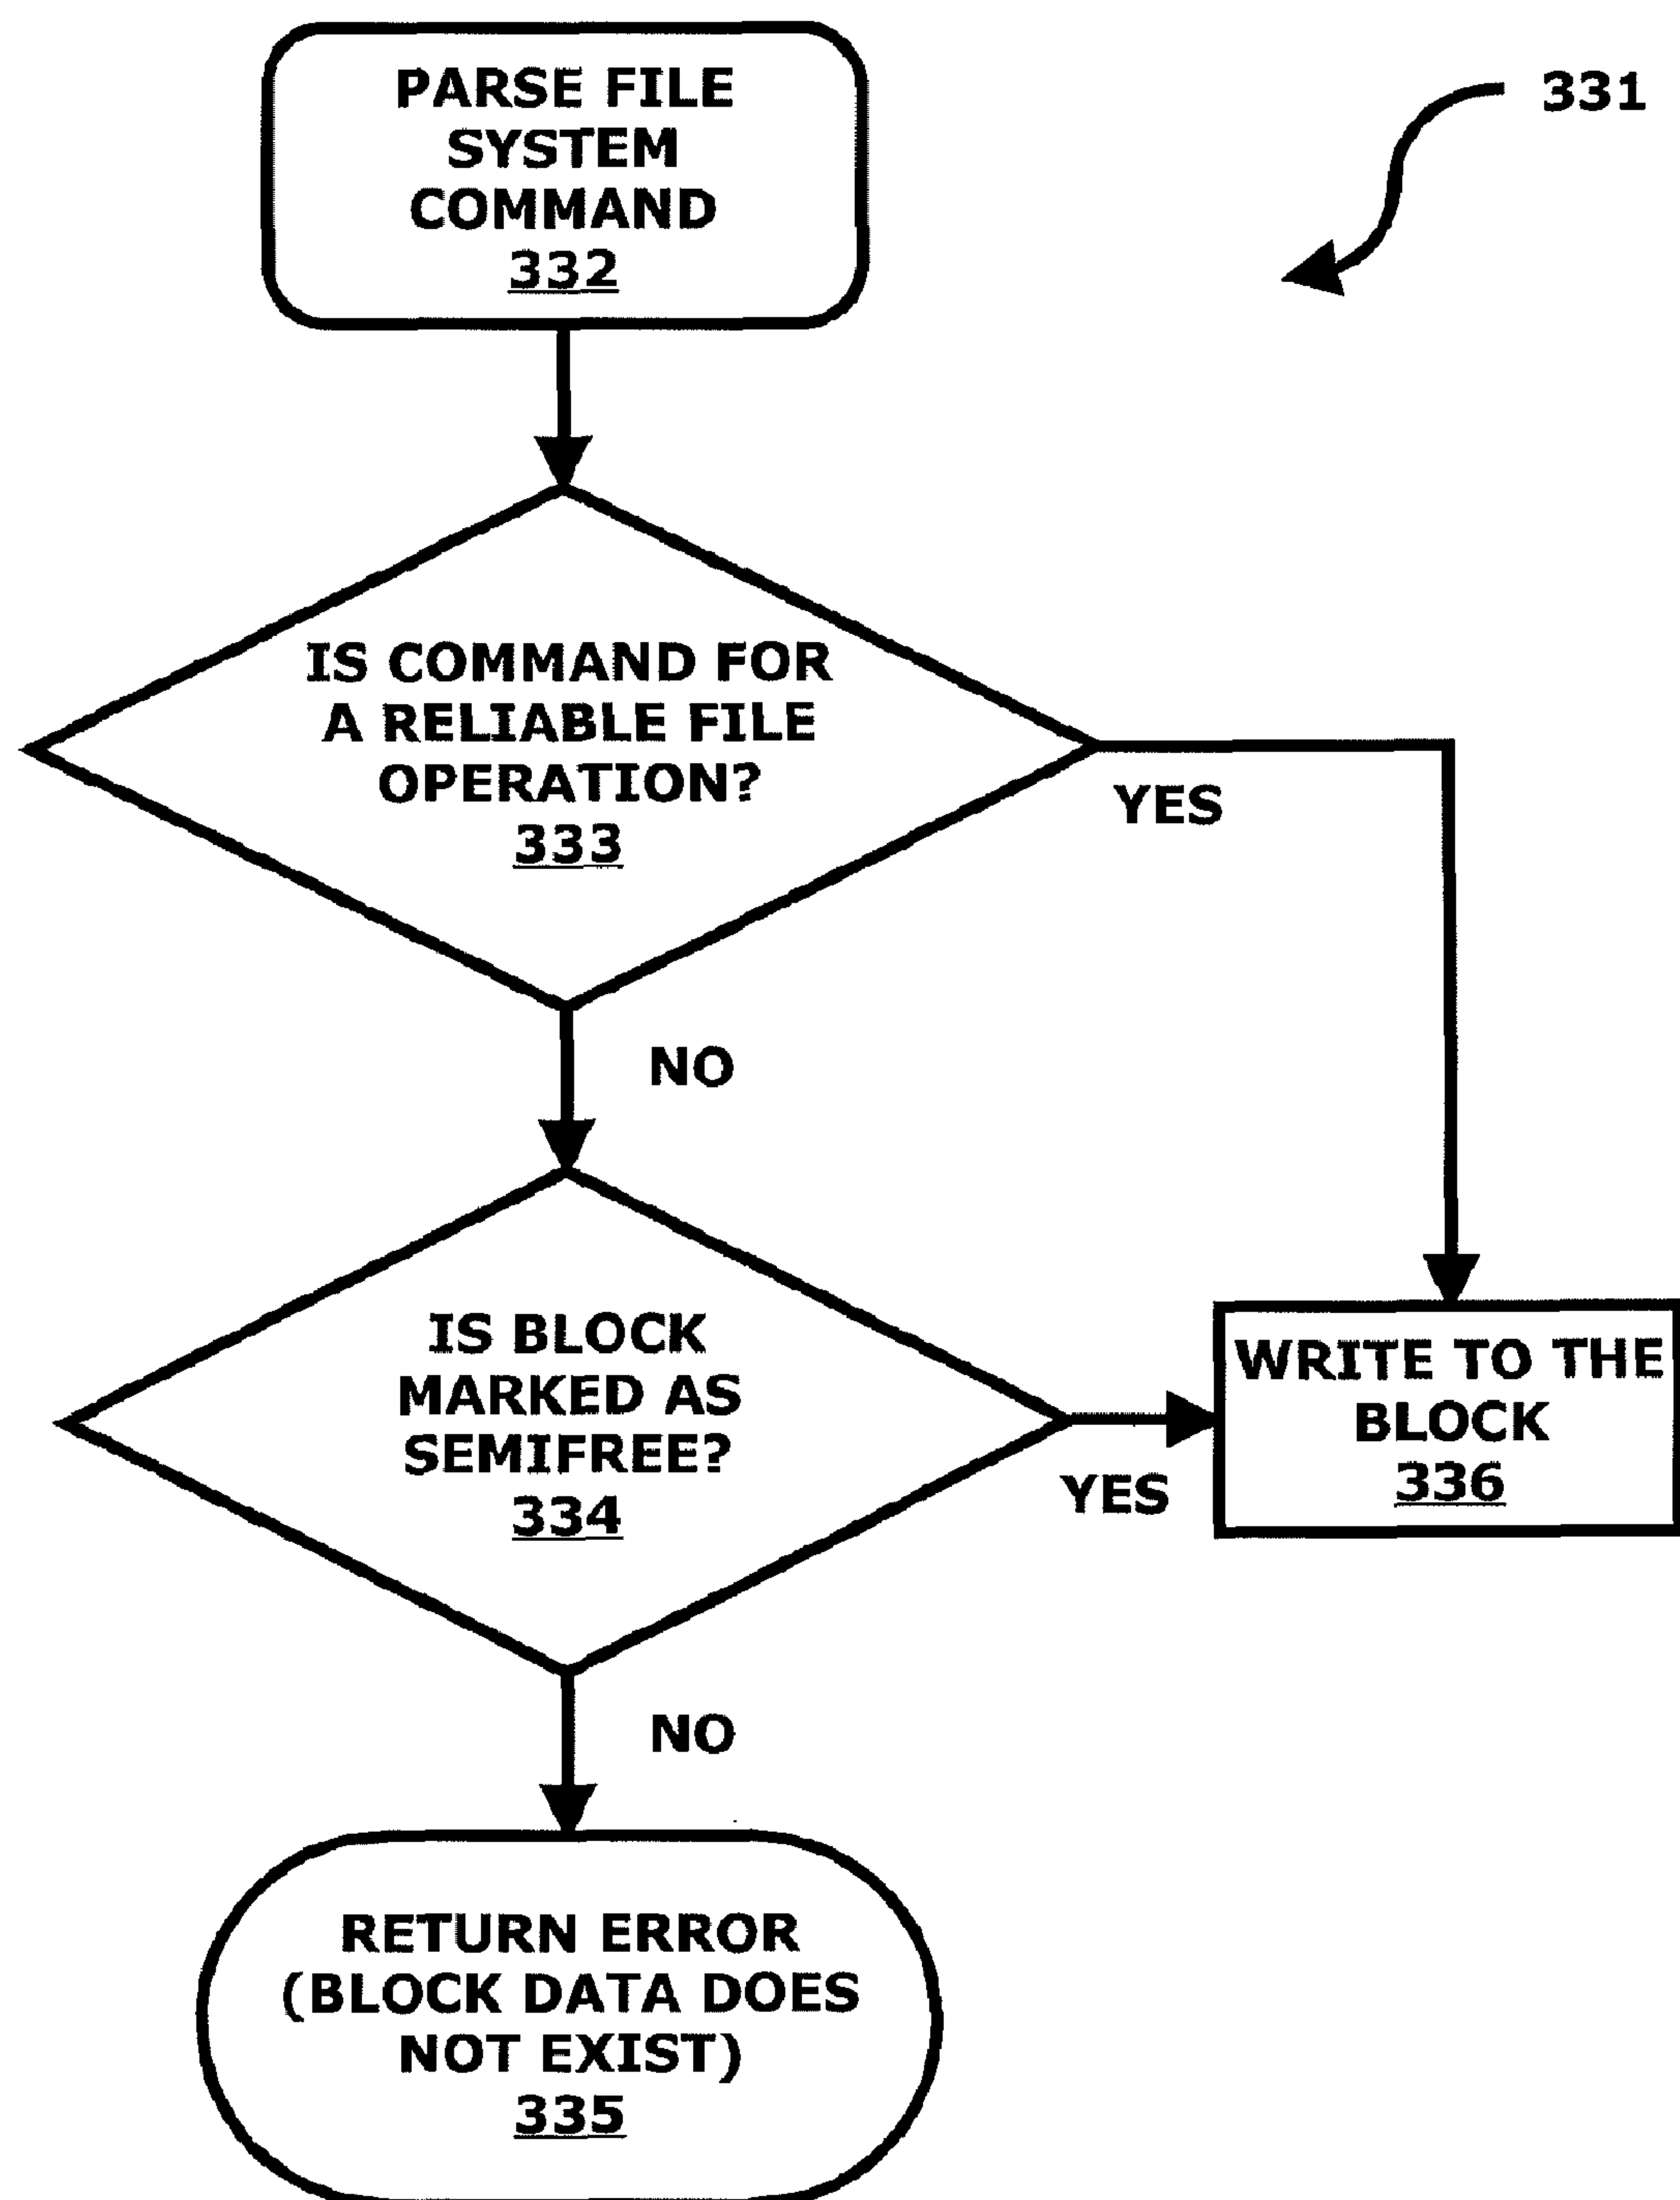 PARSE FILE
SYSTEM
COMMAND
332
331
IS COMMAND FOR
A RELIABLE FILE
OPERATION?
333
YES
NO
IS BLOCK
MARKED AS
SEMIFREE?
334
YES
WRITE TO THE
BLOCK
336
NO
RETURN ERROR
(BLOCK DATA DOES
NOT EXIST)
335